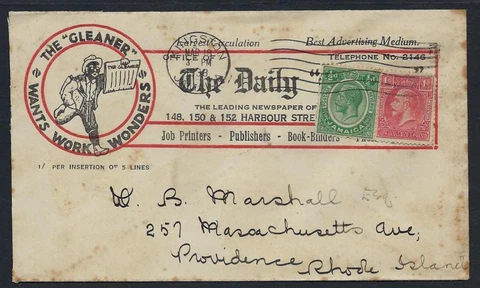 THE "GLEANER"
WANTS WORK WONDERS
1/- PER INSERTION OF 5 LINES
Largest Circulation
Best Advertising Medium.
OFFICE OF
TELEPHONE No. 2146
KINGSTON
The Daily "
THE LEADING NEWSPAPER OF
148, 150 & 152 HARBOUR STRE
Job Printers - Publishers - Book-Binders -
JAMAICA
W. B. Marshall Esq
257 Massachusetts Ave,
Providence
Rhode Island